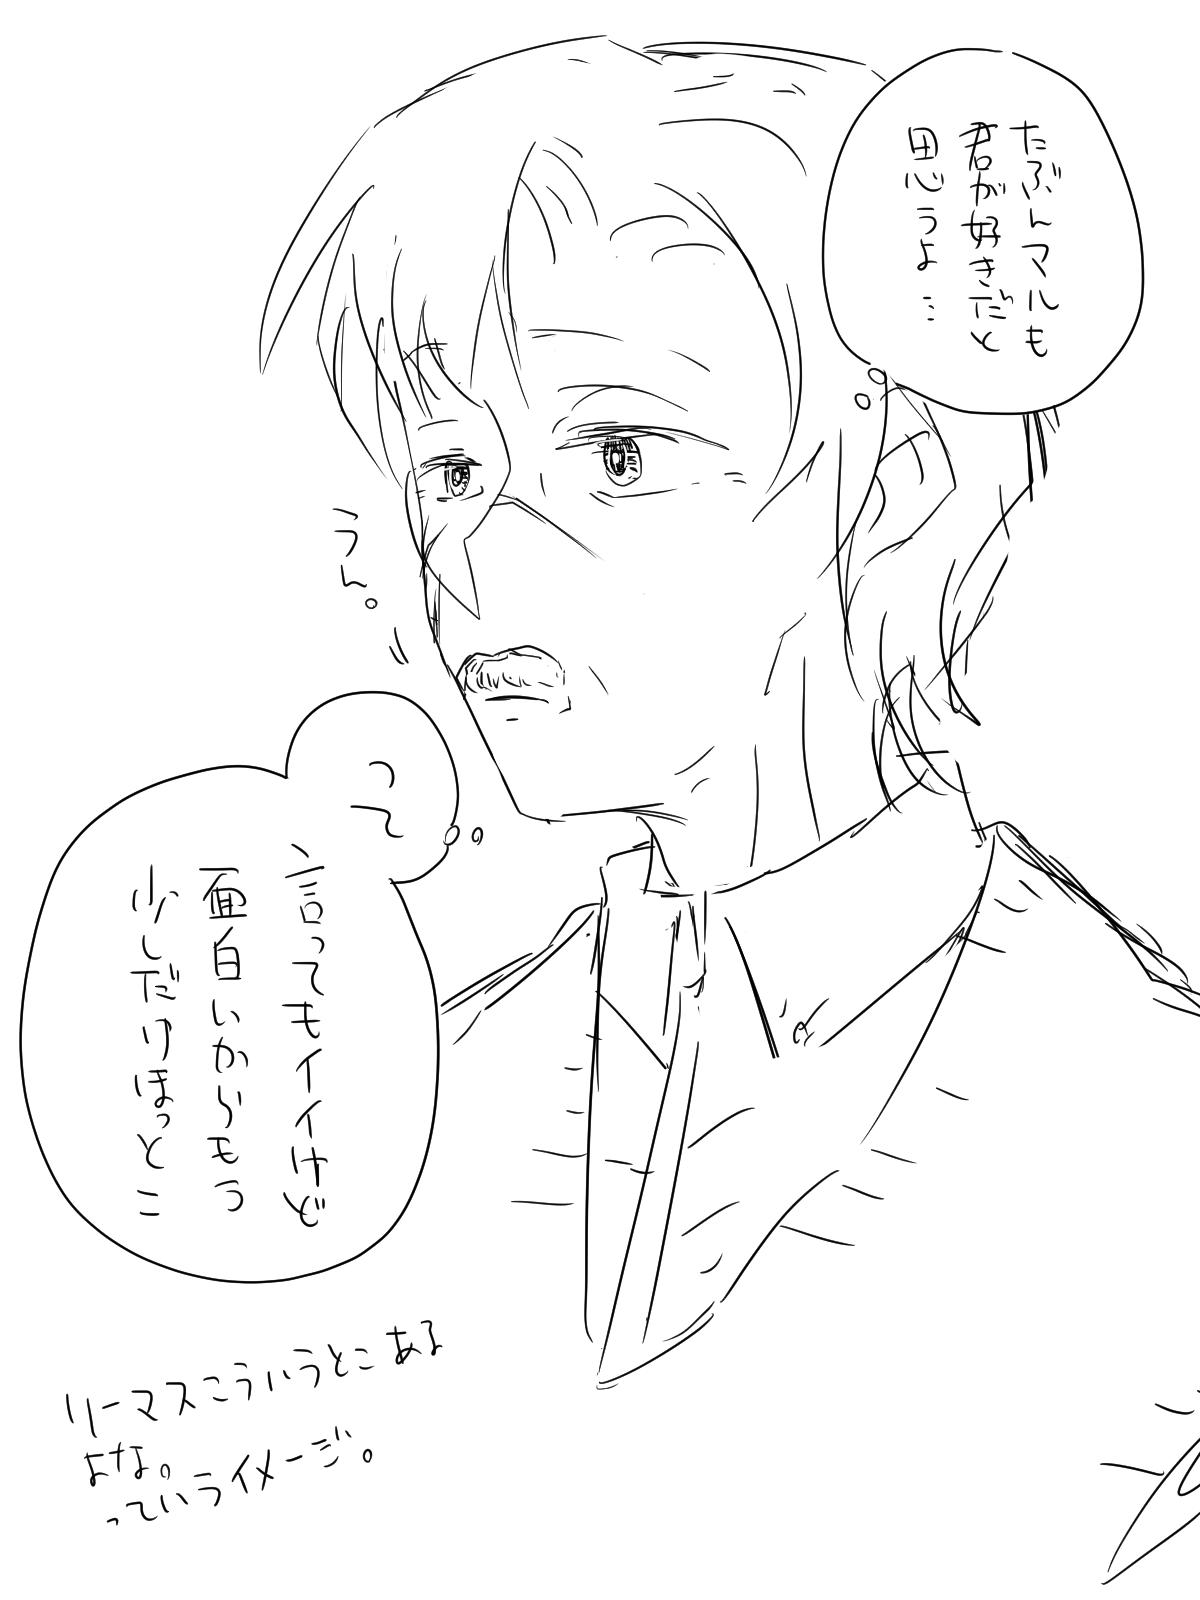 たぶんマルも
君が好きだと
思うよ…
うん。
って
言ってもイイけど
面白いからもう
少しだけほっとこ
リーマスこういうとこある
よな。
っていうイメージ。